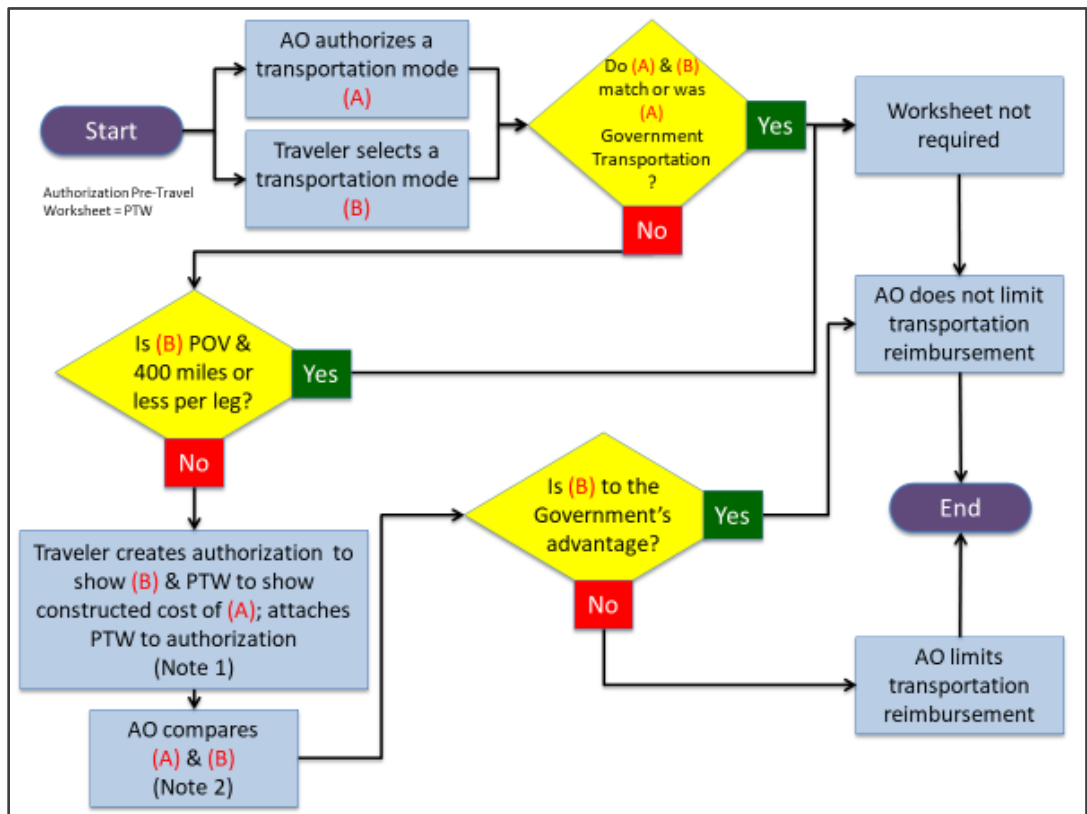 Start
Authorization Pre-Travel
Worksheet = PTW
AO authorizes a
transportation mode
(A)
Traveler selects a
transportation mode
(B)
Do (A) & (B)
match or was
(A)
Government
Transportation
?
Yes
No
Worksheet not
required
Is (B) POV &
400 miles or
less per leg?
Yes
No
AO does not limit
transportation
reimbursement
Traveler creates authorization to
show (B) & PTW to show
constructed cost of (A); attaches
PTW to authorization
(Note 1)
AO compares
(A) & (B)
(Note 2)
Is (B) to the
Government’s
advantage?
Yes
No
End
AO limits
transportation
reimbursement